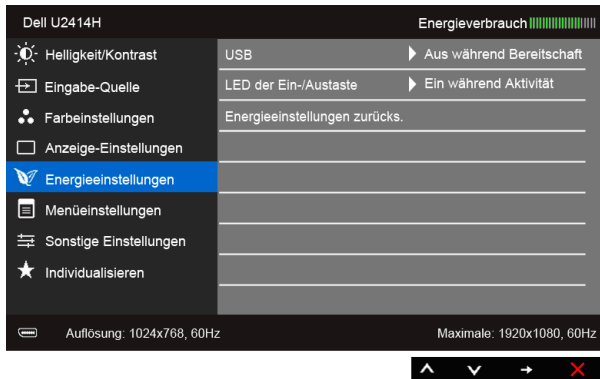 Dell U2414H Energieverbrauch
Helligkeit/Kontrast USB Aus während Bereitschaft
Eingabe-Quelle LED der Ein-/Austaste Ein während Aktivität
Farbeinstellungen Energieeinstellungen zurücks.
Anzeige-Einstellungen
Energieeinstellungen
Menüeinstellungen
Sonstige Einstellungen
Individualisieren
Auflösung: 1024x768, 60Hz Maximale: 1920x1080, 60Hz